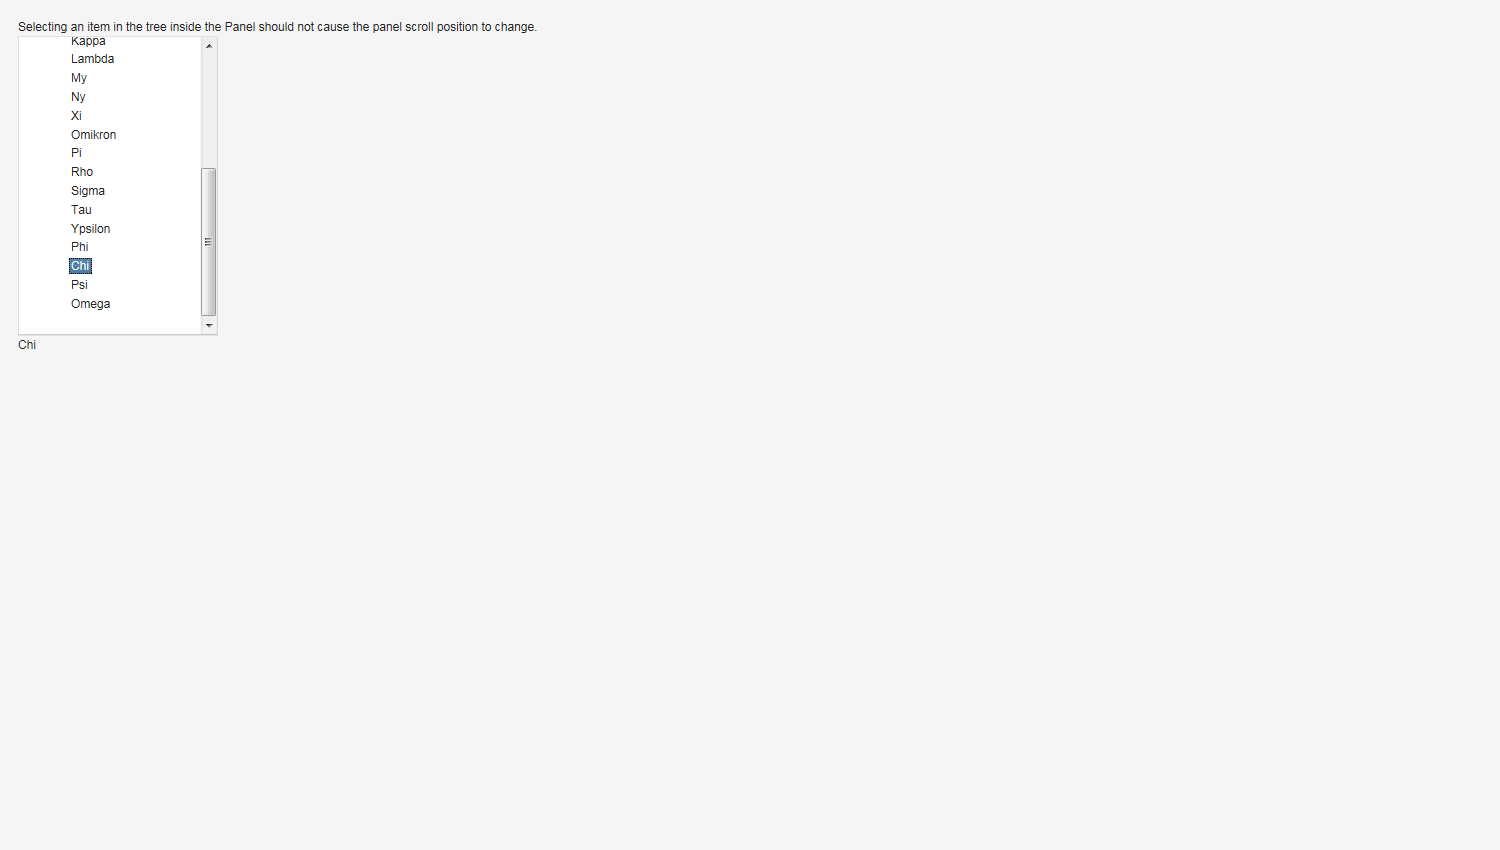 Selecting an item in the tree inside the Panel should not cause the panel scroll position to change.
Kappa
Lambda
My
Ny
Xi
Omikron
Pi
Rho
Sigma
Tau
Ypsilon
Phi
Chi
Psi
Omega
Chi